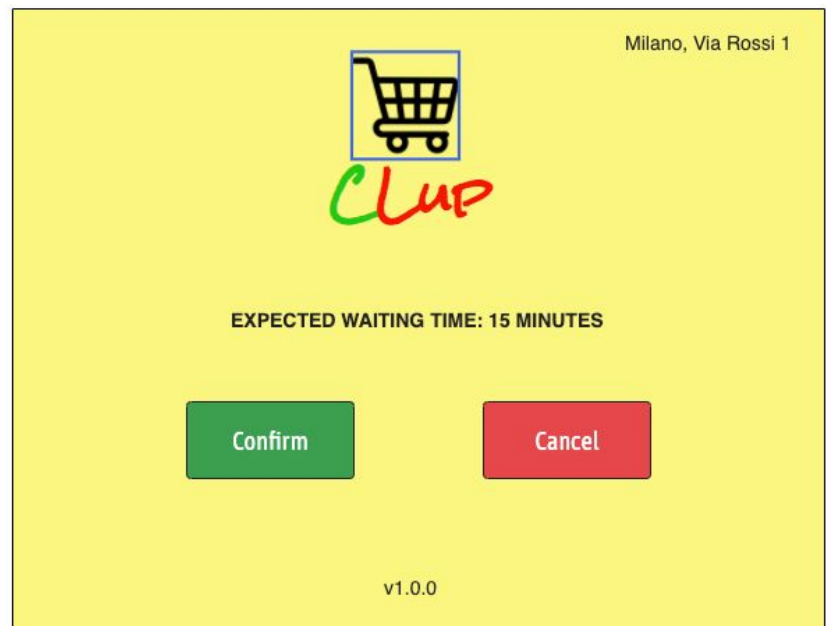 Milano, Via Rossi 1
CLup
EXPECTED WAITING TIME: 15 MINUTES
Confirm
Cancel
v1.0.0